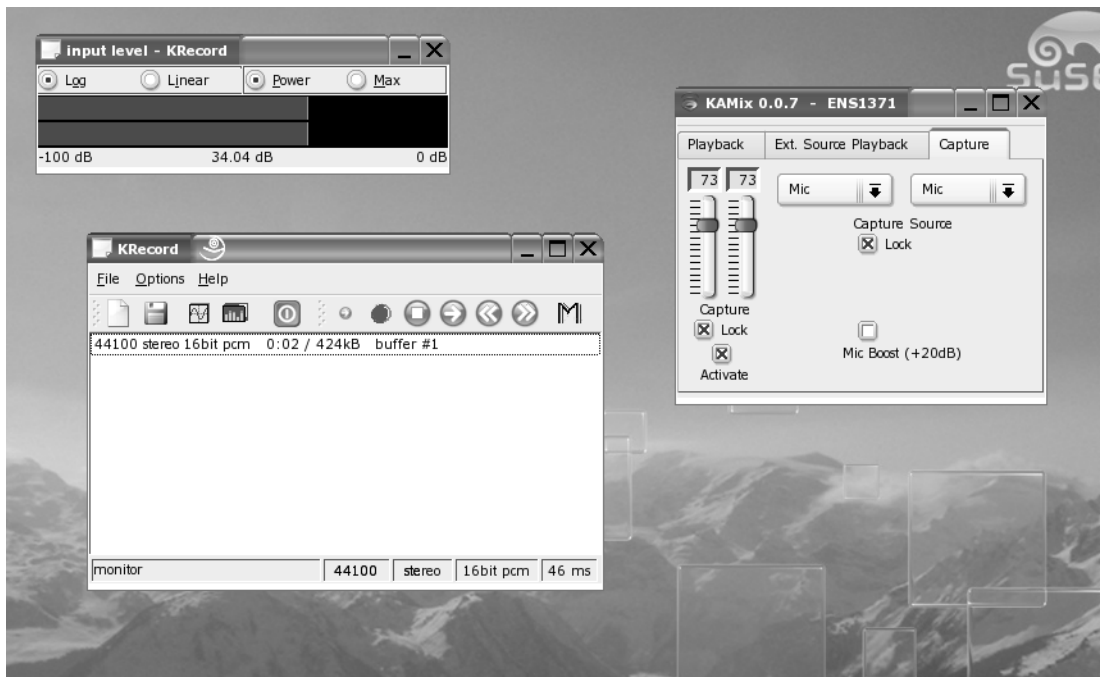 input level - KRecord
Log Linear Power Max
-100 dB 34.04 dB 0 dB
SuSE
KAMix 0.0.7 - ENS1371
Playback Ext. Source Playback Capture
73 73
Mic Mic
Capture Source
Lock
Capture
Lock
Activate
Mic Boost (+20dB)
KRecord
File Options Help
44100 stereo 16bit pcm 0:02 / 424kB buffer #1
monitor 44100 stereo 16bit pcm 46 ms